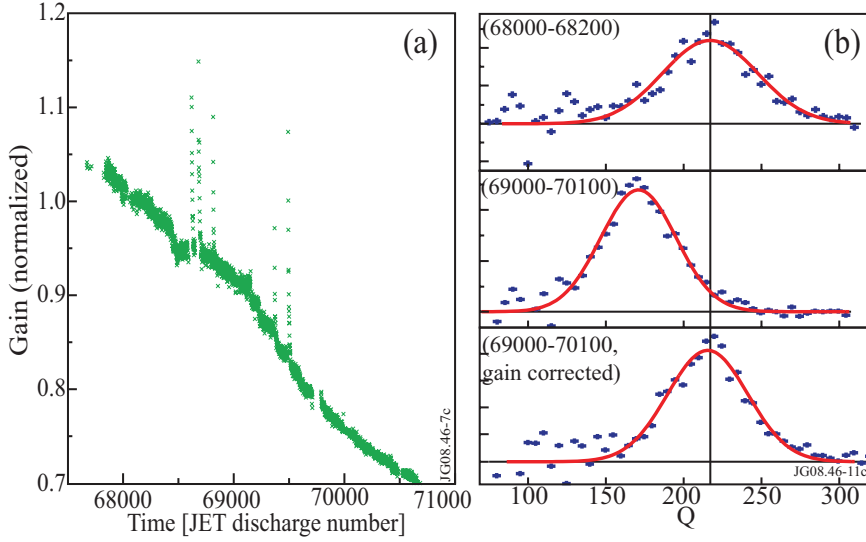 1.2
1.1
1.0
0.9
0.8
0.7
Gain (normalized)
(a)
JG08.46-7c
68000 69000 70000 71000
Time [JET discharge number]
(68000-68200)
(b)
(69000-70100)
(69000-70100,
gain corrected)
JG08.46-11c
100 150 200 250 300
Q